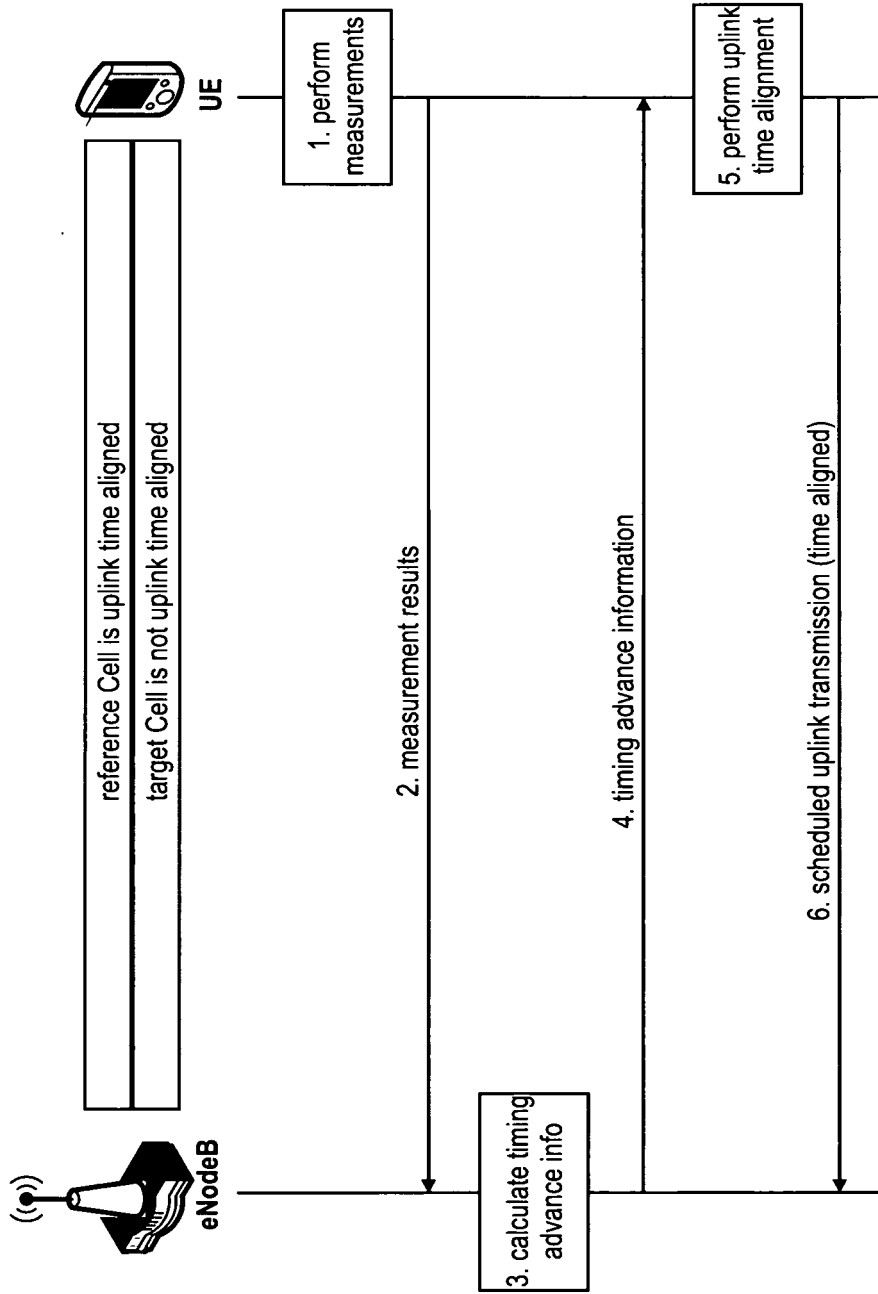 reference Cell is uplink time aligned
target Cell is not uplink time aligned
eNodeB
UE
1. perform
measurements
2. measurement results
3. calculate timing
advance info
4. timing advance information
5. perform uplink
time alignment
6. scheduled uplink transmission (time aligned)